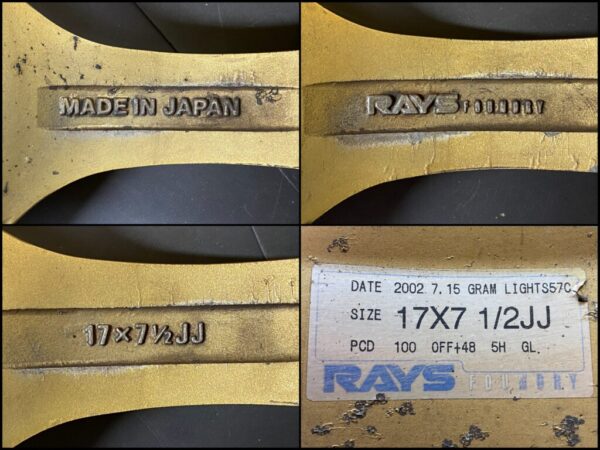 MADE IN JAPAN
RAYS FOUNDRY
17×7½JJ
DATE 2002.7.15 GRAM LIGHTS57C
SIZE 17X7 1/2JJ
PCD 100 OFF+48 5H GL.
RAYS FOUNDRY